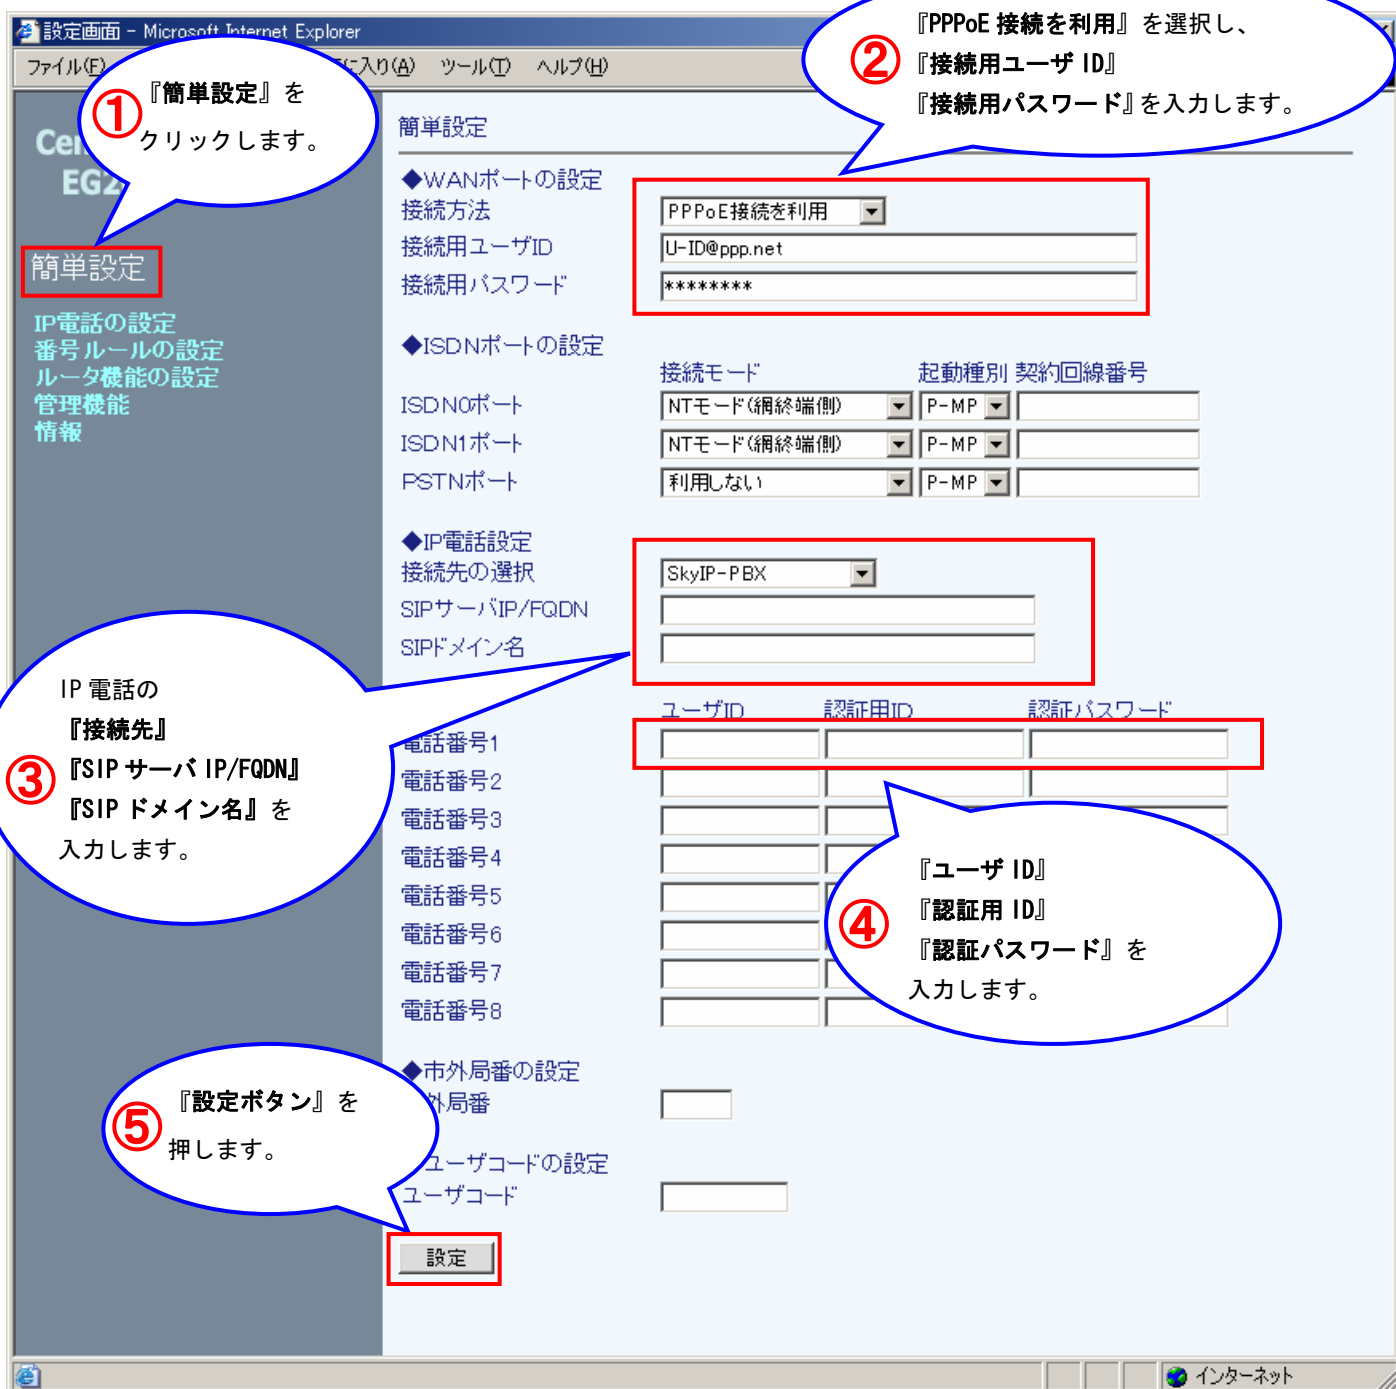 設定画面 - Microsoft Internet Explorer
ファイル(F)
に入り(A) ツール(T) ヘルプ(H)
①
『簡単設定』を
クリックします。
②
『PPPoE 接続を利用』を選択し、
『接続用ユーザ ID』
『接続用パスワード』を入力します。
簡単設定
IP電話の設定
番号ルールの設定
ルータ機能の設定
管理機能
情報
簡単設定
◆WANポートの設定
接続方法 PPPoE接続を利用
接続用ユーザID U-ID@ppp.net
接続用パスワード ********
◆ISDNポートの設定
接続モード 起動種別 契約回線番号
ISDN0ポート NTモード(網終端側) P-MP
ISDN1ポート NTモード(網終端側) P-MP
PSTNポート 利用しない P-MP
◆IP電話設定
接続先の選択 SkyIP-PBX
SIPサーバIP/FQDN
SIPドメイン名
③
IP 電話の
『接続先』
『SIP サーバ IP/FQDN』
『SIP ドメイン名』を
入力します。
ユーザID 認証用ID 認証パスワード
電話番号1
電話番号2
電話番号3
電話番号4
電話番号5
電話番号6
電話番号7
電話番号8
④
『ユーザ ID』
『認証用 ID』
『認証パスワード』を
入力します。
◆市外局番の設定
外局番
⑤
『設定ボタン』を
押します。
ユーザコードの設定
ユーザコード
設定
インターネット